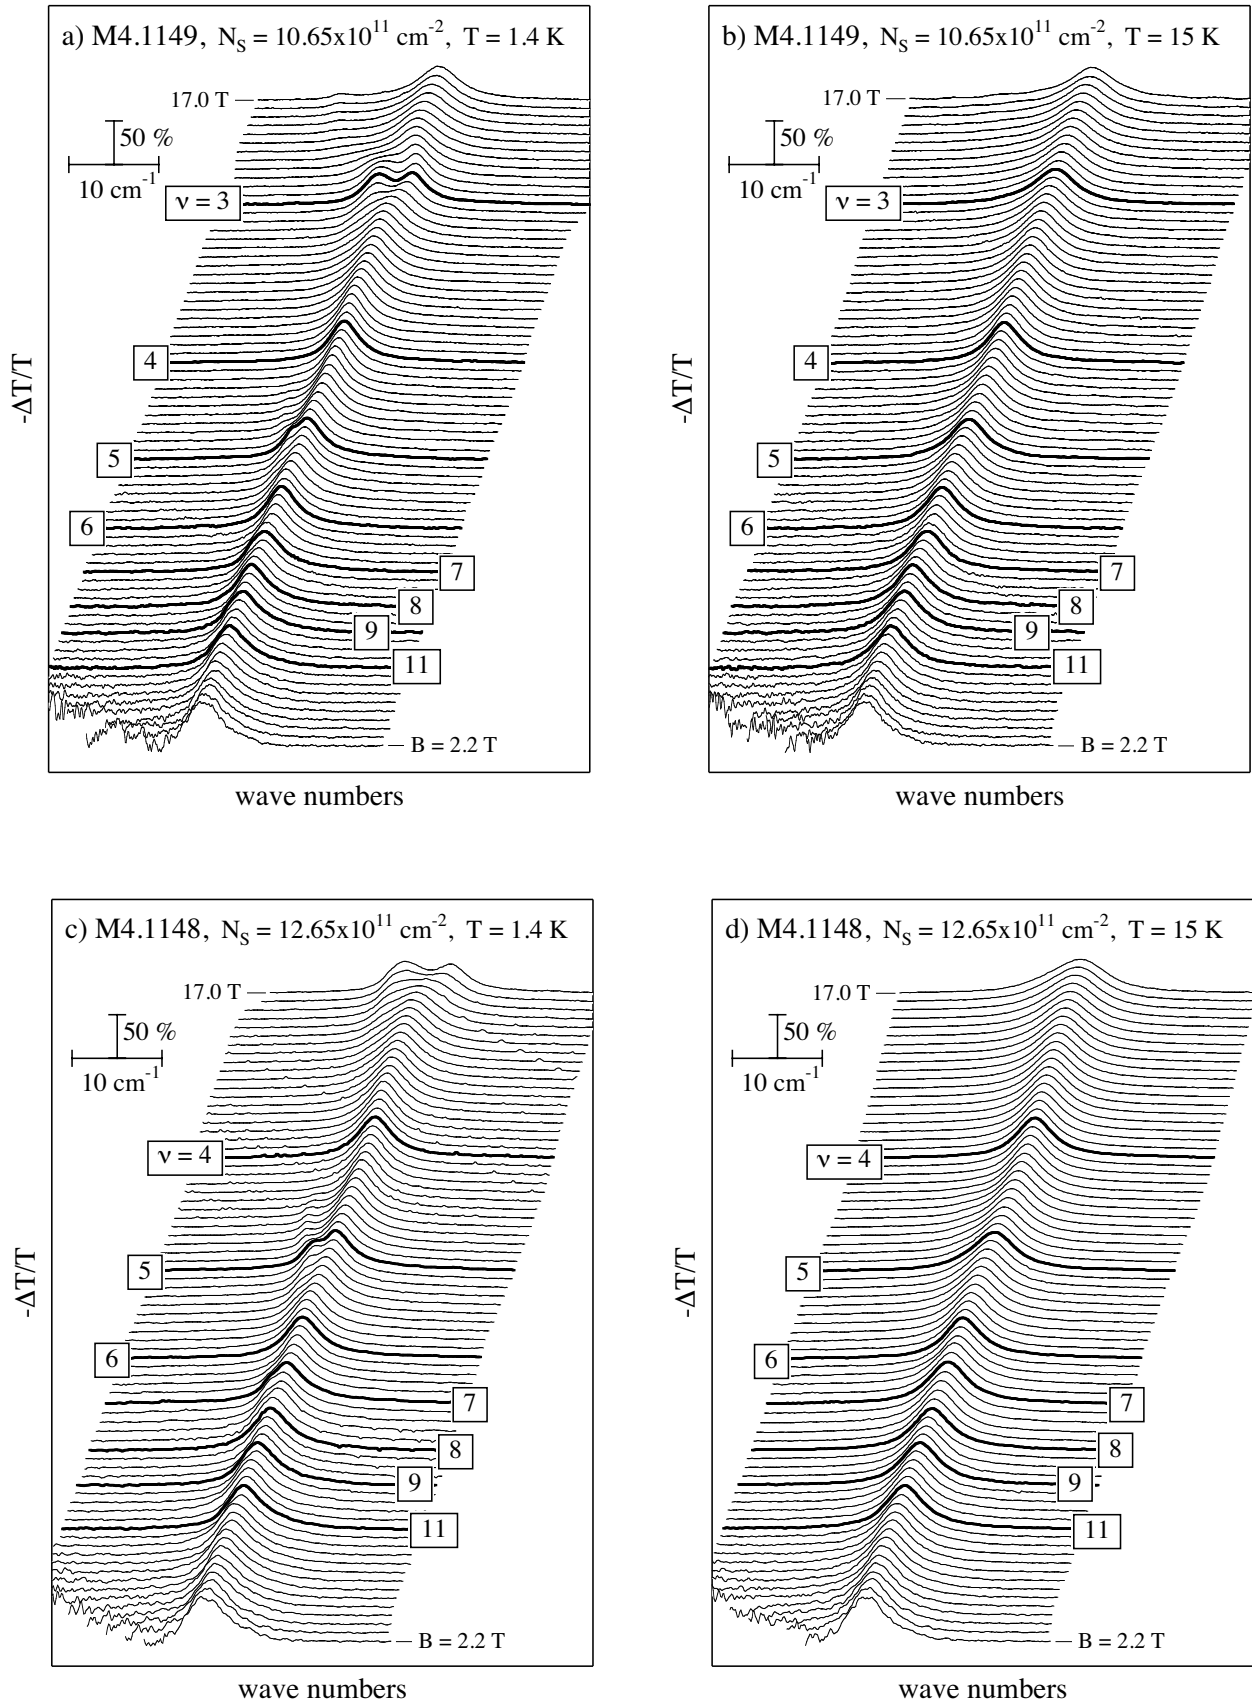 a) M4.1149, N_S = 10.65x10^11 cm^-2, T = 1.4 K
17.0 T
50 %
10 cm^-1
ν = 3
4
5
6
7
8
9
11
B = 2.2 T
-ΔT/T
wave numbers
b) M4.1149, N_S = 10.65x10^11 cm^-2, T = 15 K
17.0 T
50 %
10 cm^-1
ν = 3
4
5
6
7
8
9
11
B = 2.2 T
-ΔT/T
wave numbers
c) M4.1148, N_S = 12.65x10^11 cm^-2, T = 1.4 K
17.0 T
50 %
10 cm^-1
ν = 4
5
6
7
8
9
11
B = 2.2 T
-ΔT/T
wave numbers
d) M4.1148, N_S = 12.65x10^11 cm^-2, T = 15 K
17.0 T
50 %
10 cm^-1
ν = 4
5
6
7
8
9
11
B = 2.2 T
-ΔT/T
wave numbers